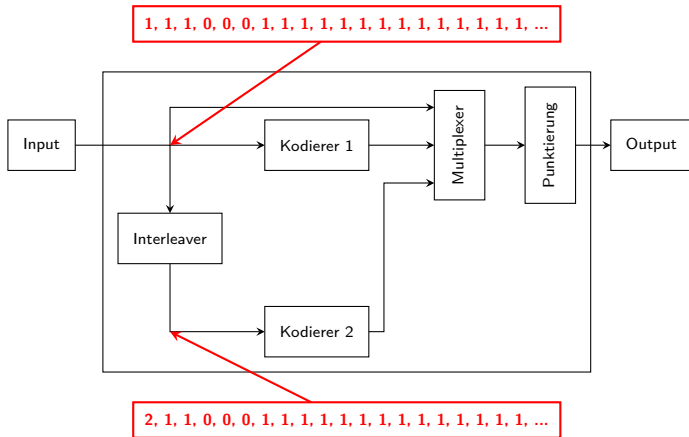 1, 1, 1, 0, 0, 0, 1, 1, 1, 1, 1, 1, 1, 1, 1, 1, 1, 1, 1, 1, ...
Input
Kodierer 1
Multiplexer
Punktierung
Output
Interleaver
Kodierer 2
2, 1, 1, 0, 0, 0, 1, 1, 1, 1, 1, 1, 1, 1, 1, 1, 1, 1, 1, 1, ...